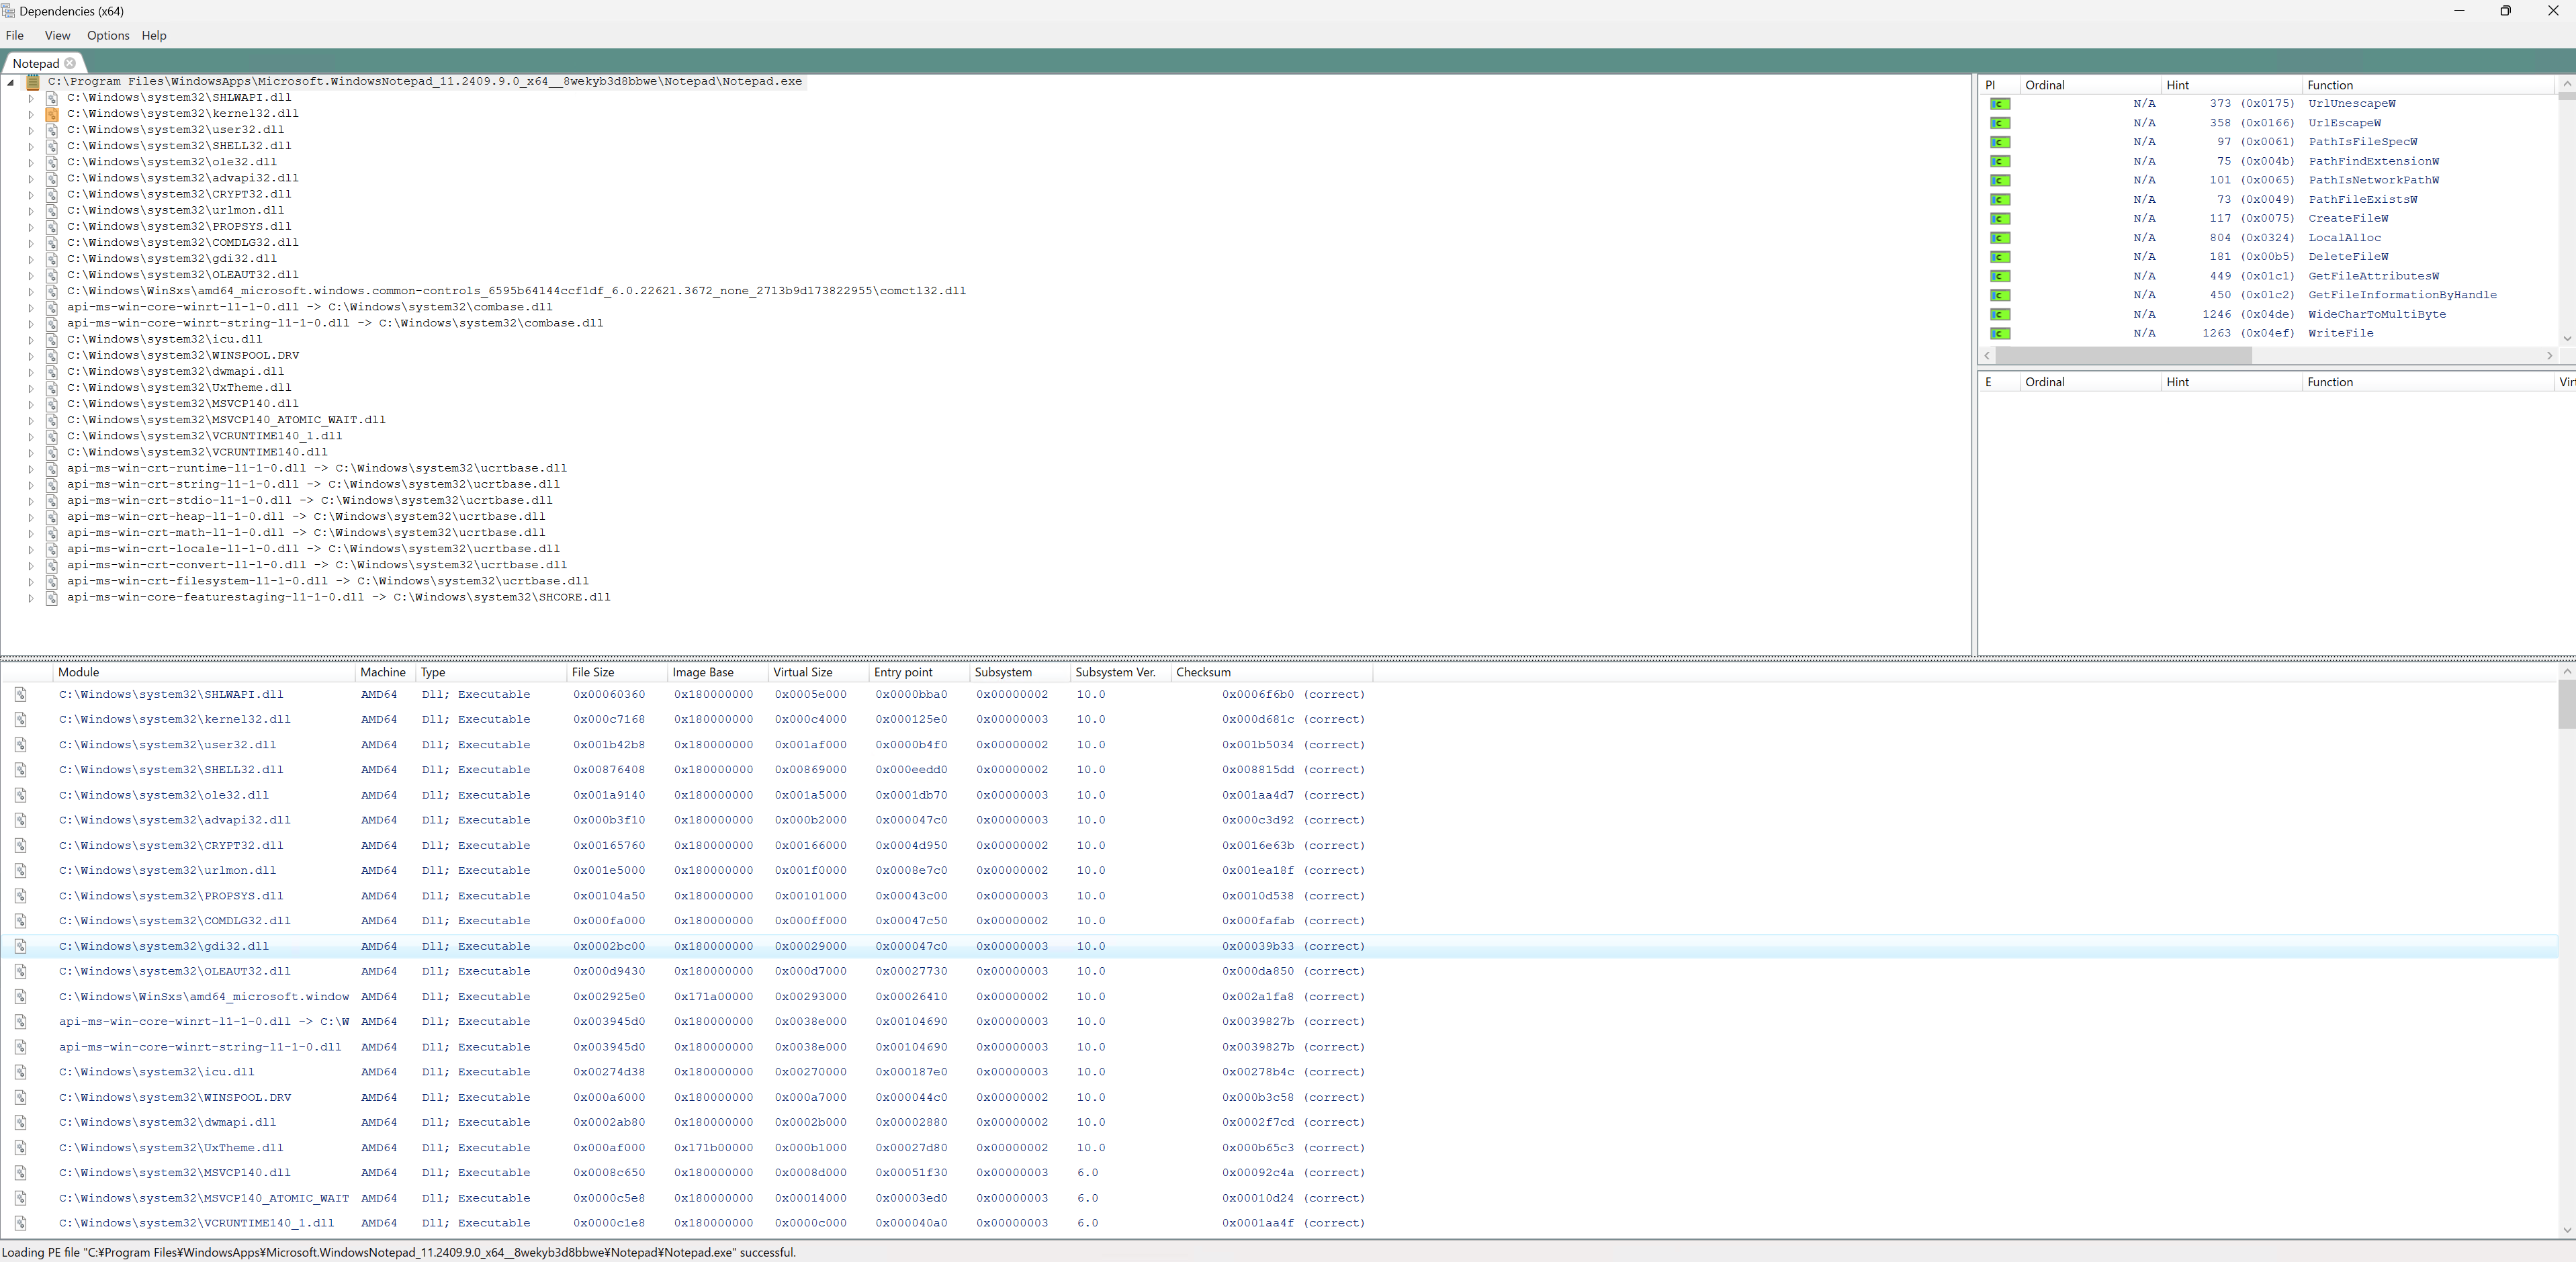 Dependencies (x64)
File View Options Help
Notepad
C:\Program Files\WindowsApps\Microsoft.WindowsNotepad_11.2409.9.0_x64__8wekyb3d8bbwe\Notepad\Notepad.exe
C:\Windows\system32\SHLWAPI.dll
C:\Windows\system32\kernel32.dll
C:\Windows\system32\user32.dll
C:\Windows\system32\SHELL32.dll
C:\Windows\system32\ole32.dll
C:\Windows\system32\advapi32.dll
C:\Windows\system32\CRYPT32.dll
C:\Windows\system32\urlmon.dll
C:\Windows\system32\PROPSYS.dll
C:\Windows\system32\COMDLG32.dll
C:\Windows\system32\gdi32.dll
C:\Windows\system32\OLEAUT32.dll
C:\Windows\WinSxs\amd64_microsoft.windows.common-controls_6595b64144ccf1df_6.0.22621.3672_none_2713b9d173822955\comctl32.dll
api-ms-win-core-winrt-l1-1-0.dll -> C:\Windows\system32\combase.dll
api-ms-win-core-winrt-string-l1-1-0.dll -> C:\Windows\system32\combase.dll
C:\Windows\system32\icu.dll
C:\Windows\system32\WINSPOOL.DRV
C:\Windows\system32\dwmapi.dll
C:\Windows\system32\UxTheme.dll
C:\Windows\system32\MSVCP140.dll
C:\Windows\system32\MSVCP140_ATOMIC_WAIT.dll
C:\Windows\system32\VCRUNTIME140_1.dll
C:\Windows\system32\VCRUNTIME140.dll
api-ms-win-crt-runtime-l1-1-0.dll -> C:\Windows\system32\ucrtbase.dll
api-ms-win-crt-string-l1-1-0.dll -> C:\Windows\system32\ucrtbase.dll
api-ms-win-crt-stdio-l1-1-0.dll -> C:\Windows\system32\ucrtbase.dll
api-ms-win-crt-heap-l1-1-0.dll -> C:\Windows\system32\ucrtbase.dll
api-ms-win-crt-math-l1-1-0.dll -> C:\Windows\system32\ucrtbase.dll
api-ms-win-crt-locale-l1-1-0.dll -> C:\Windows\system32\ucrtbase.dll
api-ms-win-crt-convert-l1-1-0.dll -> C:\Windows\system32\ucrtbase.dll
api-ms-win-crt-filesystem-l1-1-0.dll -> C:\Windows\system32\ucrtbase.dll
api-ms-win-core-featurestaging-l1-1-0.dll -> C:\Windows\system32\SHCORE.dll
PI Ordinal Hint Function
C N/A 373 (0x0175) UrlUnescapeW
C N/A 358 (0x0166) UrlEscapeW
C N/A 97 (0x0061) PathIsFileSpecW
C N/A 75 (0x004b) PathFindExtensionW
C N/A 101 (0x0065) PathIsNetworkPathW
C N/A 73 (0x0049) PathFileExistsW
C N/A 117 (0x0075) CreateFileW
C N/A 804 (0x0324) LocalAlloc
C N/A 181 (0x00b5) DeleteFileW
C N/A 449 (0x01c1) GetFileAttributesW
C N/A 450 (0x01c2) GetFileInformationByHandle
C N/A 1246 (0x04de) WideCharToMultiByte
C N/A 1263 (0x04ef) WriteFile
E Ordinal Hint Function Virt
Module Machine Type File Size Image Base Virtual Size Entry point Subsystem Subsystem Ver. Checksum
C:\Windows\system32\SHLWAPI.dll AMD64 Dll; Executable 0x00060360 0x180000000 0x0005e000 0x0000bba0 0x00000002 10.0 0x0006f6b0 (correct)
C:\Windows\system32\kernel32.dll AMD64 Dll; Executable 0x000c7168 0x180000000 0x000c4000 0x000125e0 0x00000003 10.0 0x000d681c (correct)
C:\Windows\system32\user32.dll AMD64 Dll; Executable 0x001b42b8 0x180000000 0x001af000 0x0000b4f0 0x00000002 10.0 0x001b5034 (correct)
C:\Windows\system32\SHELL32.dll AMD64 Dll; Executable 0x00876408 0x180000000 0x00869000 0x000eedd0 0x00000002 10.0 0x008815dd (correct)
C:\Windows\system32\ole32.dll AMD64 Dll; Executable 0x001a9140 0x180000000 0x001a5000 0x0001db70 0x00000003 10.0 0x001aa4d7 (correct)
C:\Windows\system32\advapi32.dll AMD64 Dll; Executable 0x000b3f10 0x180000000 0x000b2000 0x000047c0 0x00000003 10.0 0x000c3d92 (correct)
C:\Windows\system32\CRYPT32.dll AMD64 Dll; Executable 0x00165760 0x180000000 0x00166000 0x0004d950 0x00000002 10.0 0x0016e63b (correct)
C:\Windows\system32\urlmon.dll AMD64 Dll; Executable 0x001e5000 0x180000000 0x001f0000 0x0008e7c0 0x00000002 10.0 0x001ea18f (correct)
C:\Windows\system32\PROPSYS.dll AMD64 Dll; Executable 0x00104a50 0x180000000 0x00101000 0x00043c00 0x00000003 10.0 0x0010d538 (correct)
C:\Windows\system32\COMDLG32.dll AMD64 Dll; Executable 0x000fa000 0x180000000 0x000ff000 0x00047c50 0x00000002 10.0 0x000fafab (correct)
C:\Windows\system32\gdi32.dll AMD64 Dll; Executable 0x0002bc00 0x180000000 0x00029000 0x000047c0 0x00000003 10.0 0x00039b33 (correct)
C:\Windows\system32\OLEAUT32.dll AMD64 Dll; Executable 0x000d9430 0x180000000 0x000d7000 0x00027730 0x00000003 10.0 0x000da850 (correct)
C:\Windows\WinSxs\amd64_microsoft.window AMD64 Dll; Executable 0x002925e0 0x171a00000 0x00293000 0x00026410 0x00000002 10.0 0x002a1fa8 (correct)
api-ms-win-core-winrt-l1-1-0.dll -> C:\W AMD64 Dll; Executable 0x003945d0 0x180000000 0x0038e000 0x00104690 0x00000003 10.0 0x0039827b (correct)
api-ms-win-core-winrt-string-l1-1-0.dll AMD64 Dll; Executable 0x003945d0 0x180000000 0x0038e000 0x00104690 0x00000003 10.0 0x0039827b (correct)
C:\Windows\system32\icu.dll AMD64 Dll; Executable 0x00274d38 0x180000000 0x00270000 0x000187e0 0x00000003 10.0 0x00278b4c (correct)
C:\Windows\system32\WINSPOOL.DRV AMD64 Dll; Executable 0x000a6000 0x180000000 0x000a7000 0x000044c0 0x00000002 10.0 0x000b3c58 (correct)
C:\Windows\system32\dwmapi.dll AMD64 Dll; Executable 0x0002ab80 0x180000000 0x0002b000 0x00002880 0x00000002 10.0 0x0002f7cd (correct)
C:\Windows\system32\UxTheme.dll AMD64 Dll; Executable 0x000af000 0x171b00000 0x000b1000 0x00027d80 0x00000002 10.0 0x000b65c3 (correct)
C:\Windows\system32\MSVCP140.dll AMD64 Dll; Executable 0x0008c650 0x180000000 0x0008d000 0x00051f30 0x00000003 6.0 0x00092c4a (correct)
C:\Windows\system32\MSVCP140_ATOMIC_WAIT AMD64 Dll; Executable 0x0000c5e8 0x180000000 0x00014000 0x00003ed0 0x00000003 6.0 0x00010d24 (correct)
C:\Windows\system32\VCRUNTIME140_1.dll AMD64 Dll; Executable 0x0000c1e8 0x180000000 0x0000c000 0x000040a0 0x00000003 6.0 0x0001aa4f (correct)
Loading PE file "C:¥Program Files¥WindowsApps¥Microsoft.WindowsNotepad_11.2409.9.0_x64__8wekyb3d8bbwe¥Notepad¥Notepad.exe" successful.